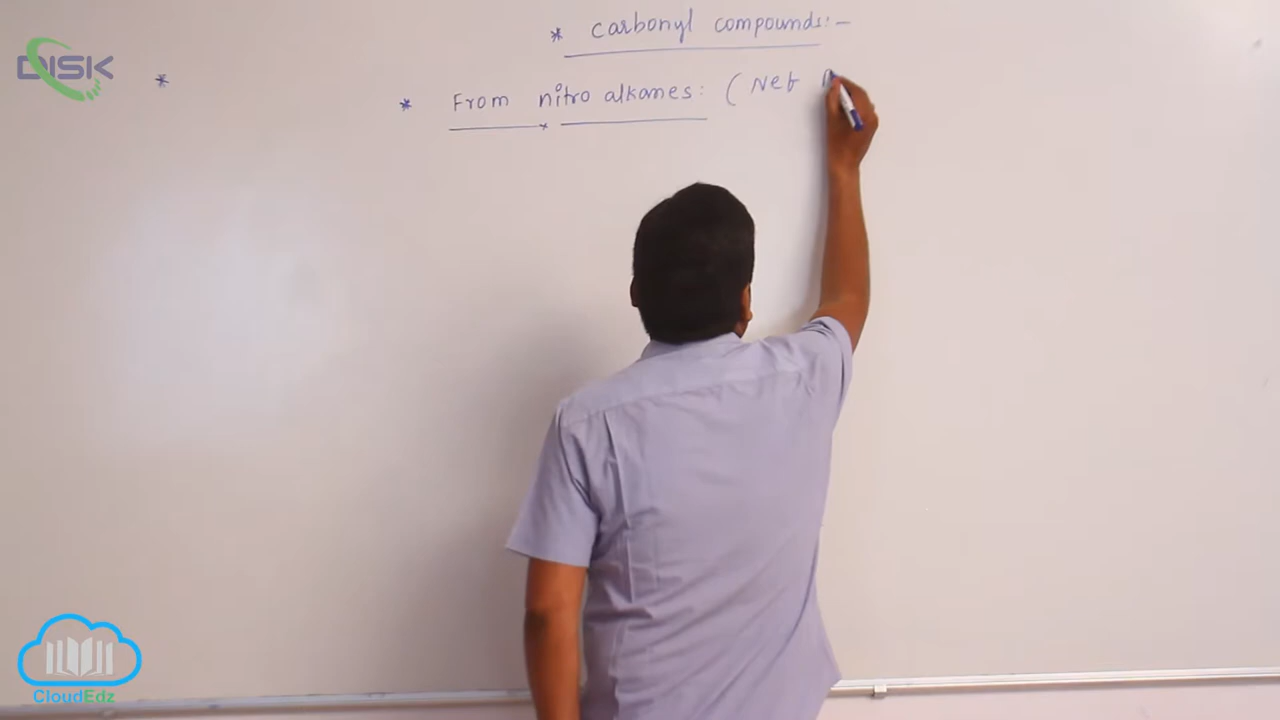 DISK
* Carbonyl compounds:-
*
* From nitro alkanes: ( Nef
CloudEdz